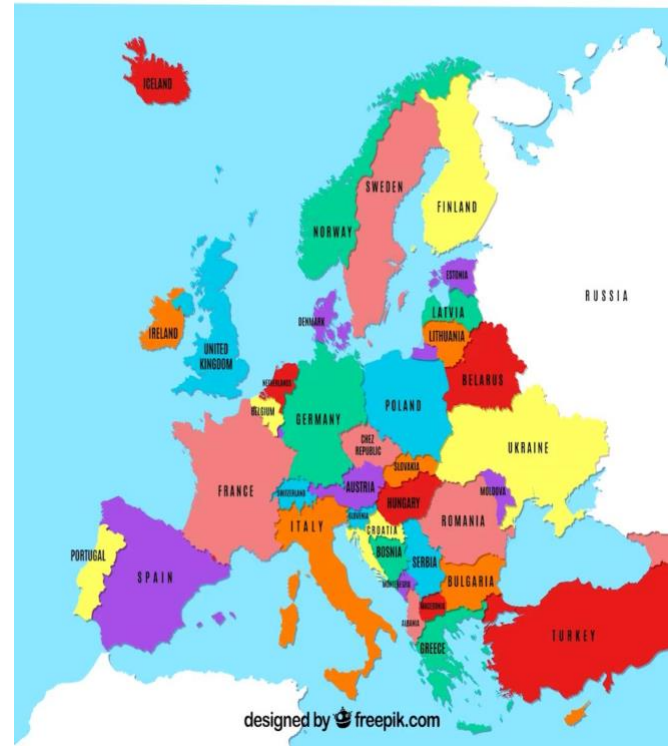 ICELAND
SWEDEN
FINLAND
NORWAY
RUSSIA
ESTONIA
LATVIA
LITHUANIA
DENMARK
IRELAND
UNITED
KINGDOM
NETHERLANDS
BELGIUM
GERMANY
POLAND
BELARUS
UKRAINE
CHEZ
REPUBLIC
SLOVAKIA
FRANCE
SWITZERLAND
AUSTRIA
HUNGARY
MOLDOVA
ROMANIA
SLOVENIA
CROATIA
ITALY
BOSNIA
SERBIA
PORTUGAL
SPAIN
MONTENEGRO
BULGARIA
MACEDONIA
ALBANIA
GREECE
TURKEY
designed by freepik.com